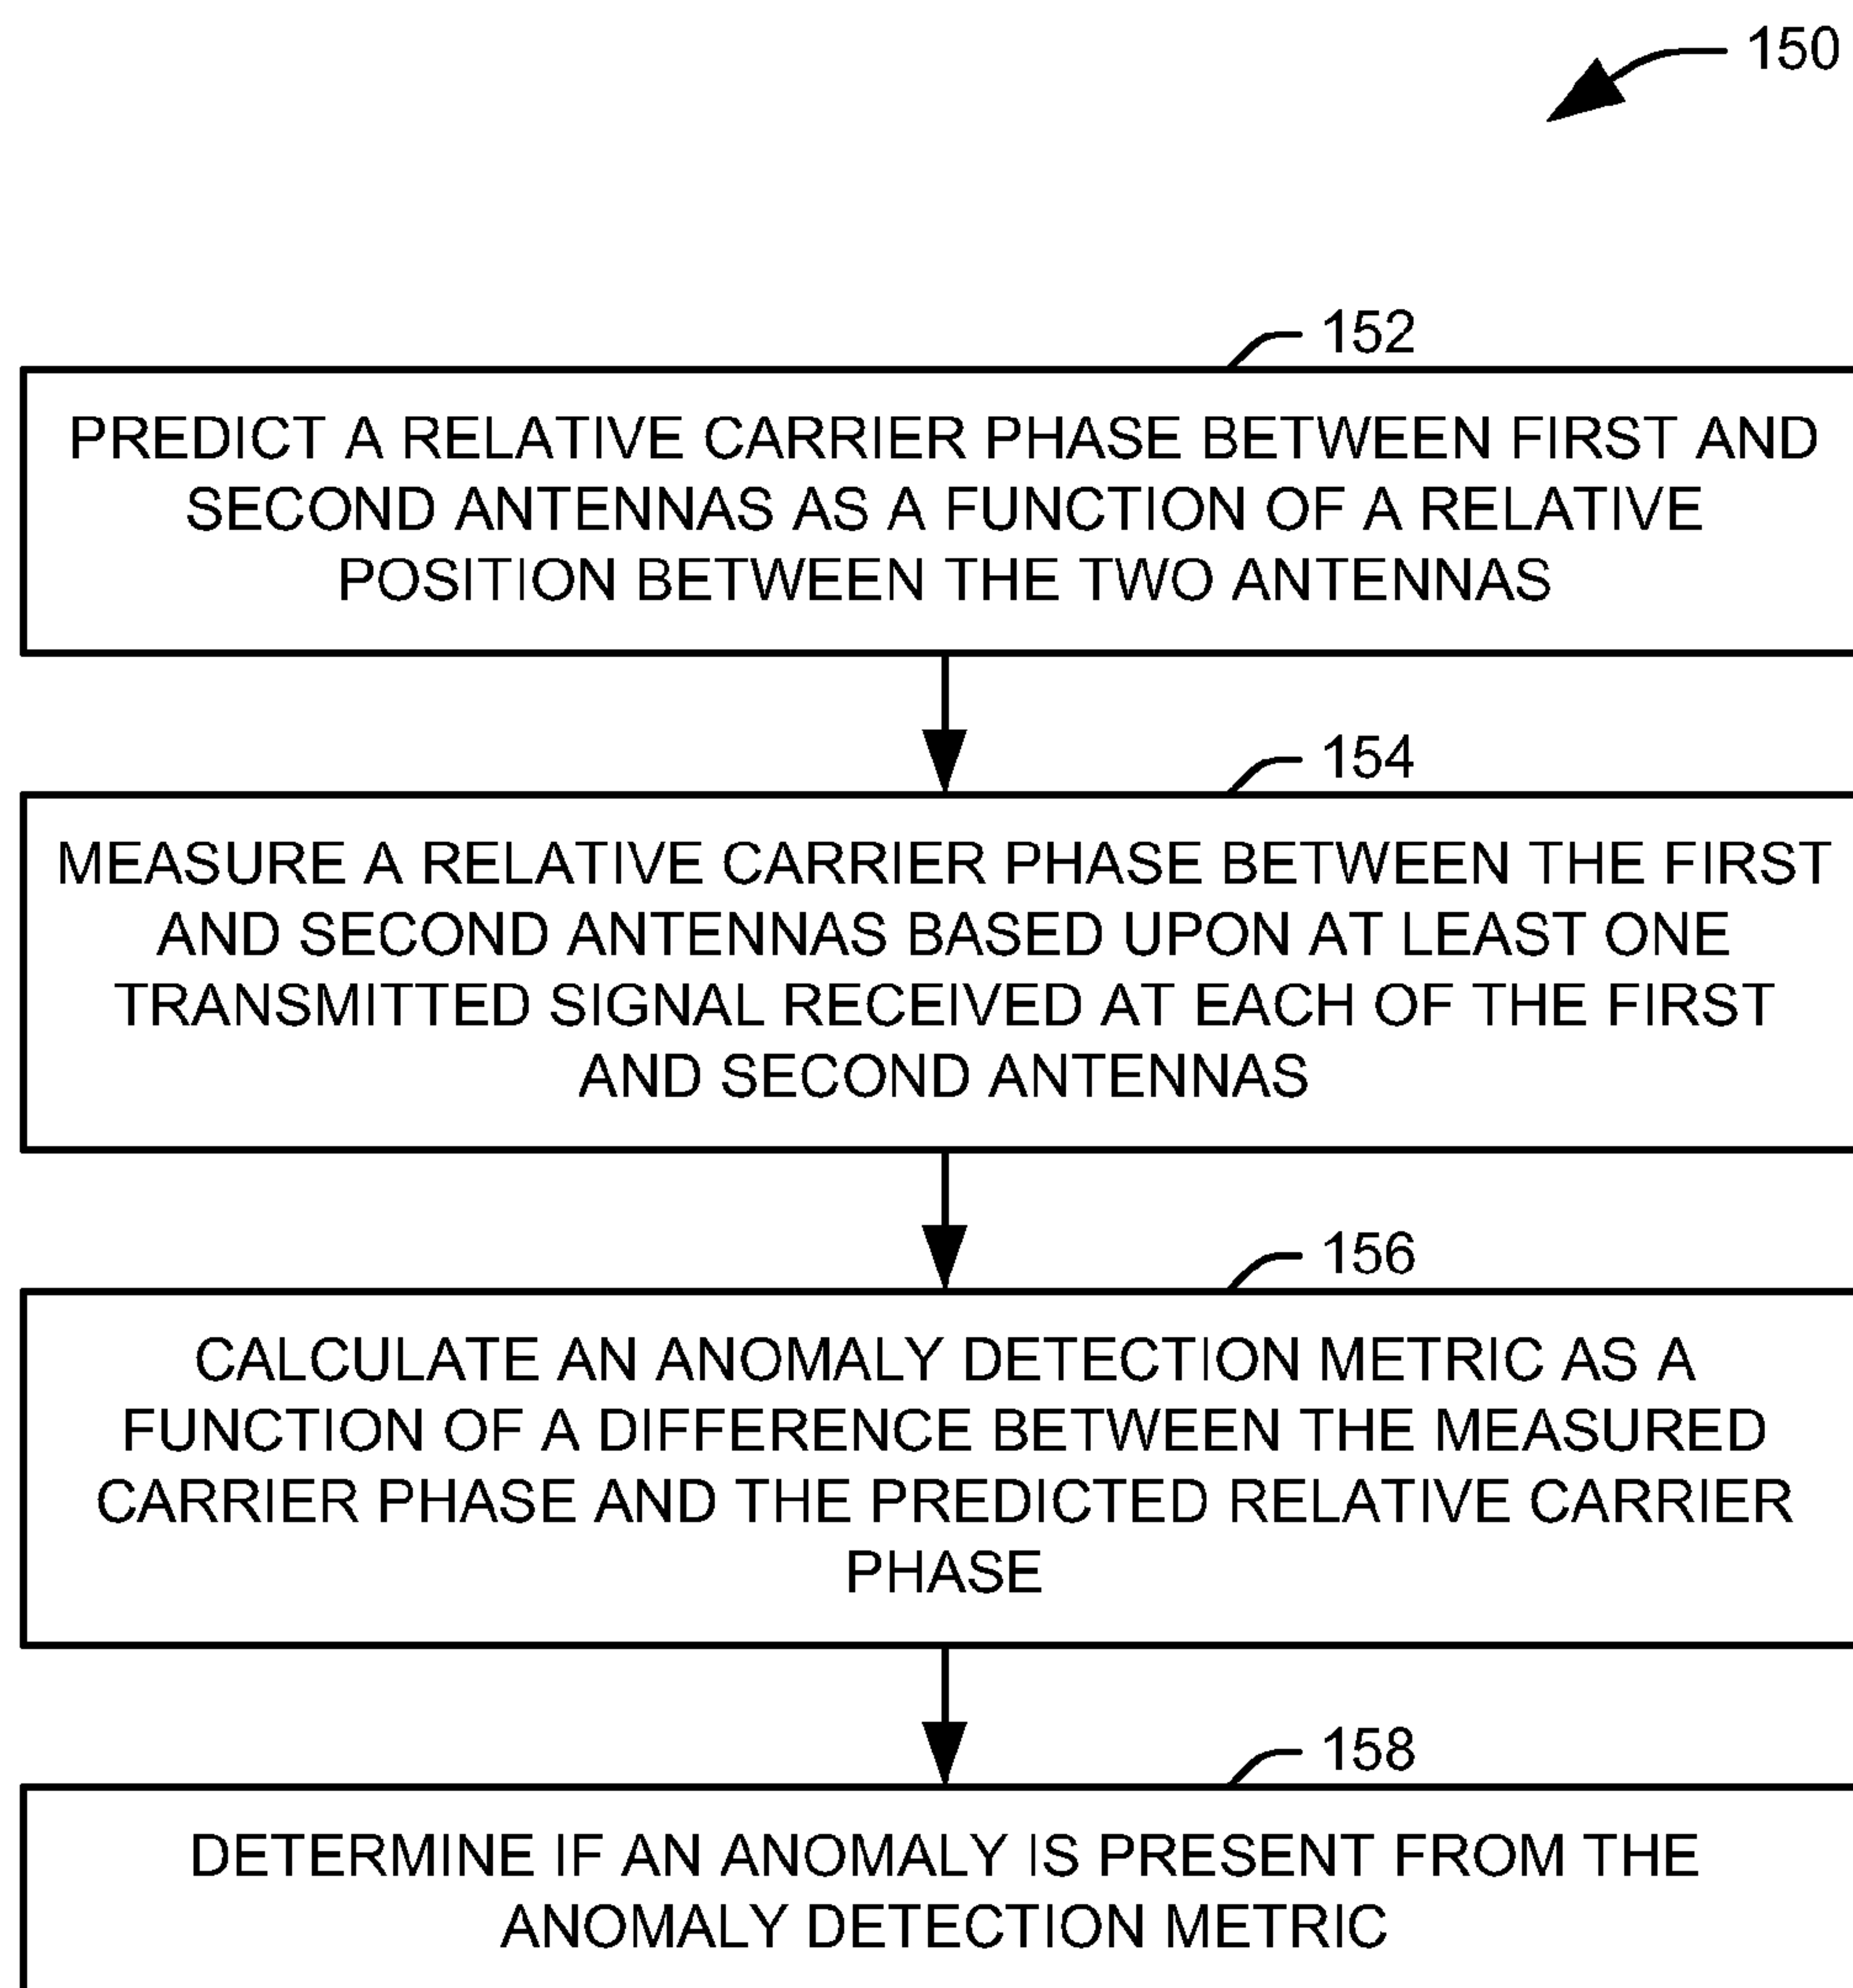 150
152
PREDICT A RELATIVE CARRIER PHASE BETWEEN FIRST AND
SECOND ANTENNAS AS A FUNCTION OF A RELATIVE
POSITION BETWEEN THE TWO ANTENNAS
154
MEASURE A RELATIVE CARRIER PHASE BETWEEN THE FIRST
AND SECOND ANTENNAS BASED UPON AT LEAST ONE
TRANSMITTED SIGNAL RECEIVED AT EACH OF THE FIRST
AND SECOND ANTENNAS
156
CALCULATE AN ANOMALY DETECTION METRIC AS A
FUNCTION OF A DIFFERENCE BETWEEN THE MEASURED
CARRIER PHASE AND THE PREDICTED RELATIVE CARRIER
PHASE
158
DETERMINE IF AN ANOMALY IS PRESENT FROM THE
ANOMALY DETECTION METRIC